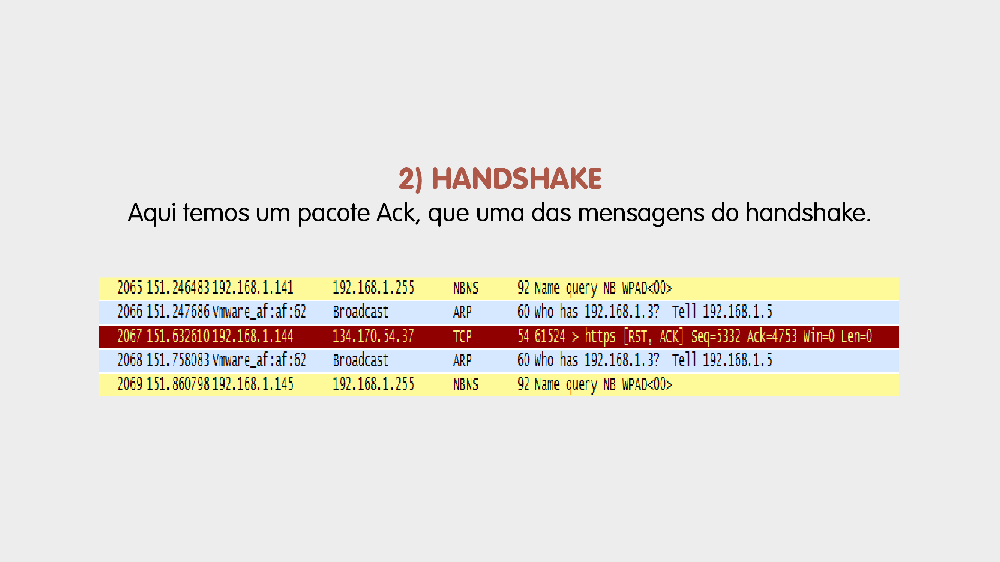 2) HANDSHAKE
Aqui temos um pacote Ack, que uma das mensagens do handshake.
2065 151.246483 192.168.1.141 192.168.1.255 NBNS 92 Name query NB WPAD<00>
2066 151.247686 Vmware_af:af:62 Broadcast ARP 60 Who has 192.168.1.3? Tell 192.168.1.5
2067 151.632610 192.168.1.144 134.170.54.37 TCP 54 61524 > https [RST, ACK] Seq=5332 Ack=4753 Win=0 Len=0
2068 151.758083 Vmware_af:af:62 Broadcast ARP 60 Who has 192.168.1.3? Tell 192.168.1.5
2069 151.860798 192.168.1.145 192.168.1.255 NBNS 92 Name query NB WPAD<00>